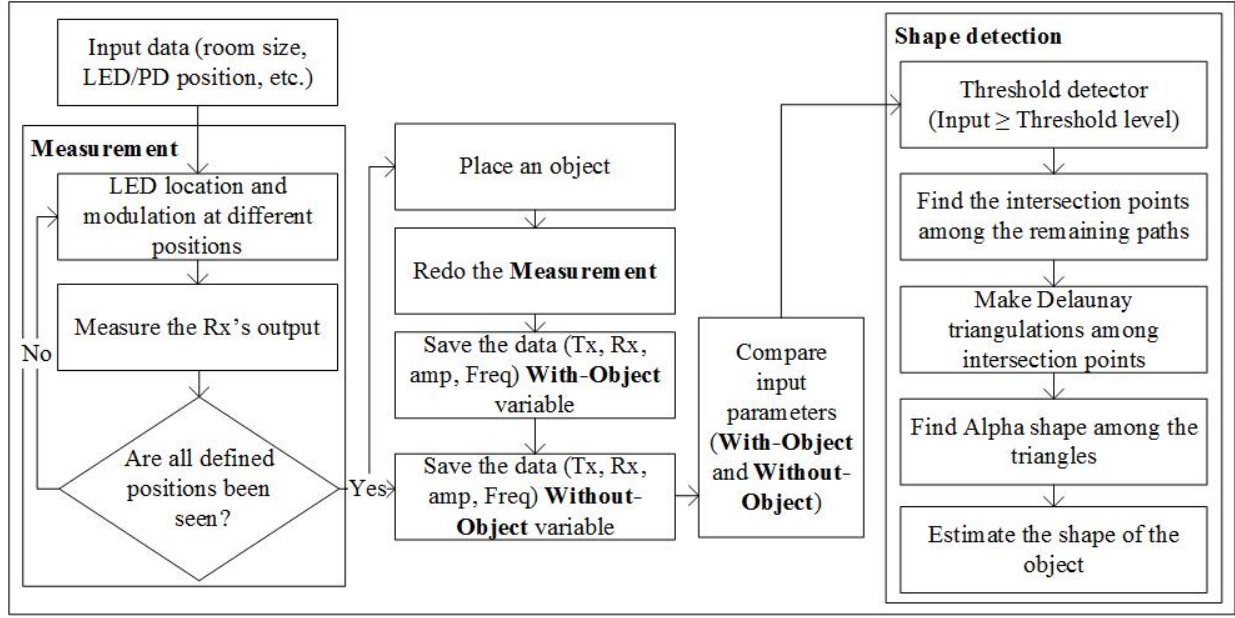 Input data (room size,
LED/PD position, etc.)
Measurement
LED location and
modulation at different
positions
Measure the Rx's output
No
Are all defined
positions been
seen?
Yes
Place an object
Redo the Measurement
Save the data (Tx, Rx,
amp, Freq) With-Object
variable
Save the data (Tx, Rx,
amp, Freq) Without-
Object variable
Compare
input
parameters
(With-Object
and Without-
Object)
Shape detection
Threshold detector
(Input ≥ Threshold level)
Find the intersection points
among the remaining paths
Make Delaunay
triangulations among
intersection points
Find Alpha shape among the
triangles
Estimate the shape of the
object